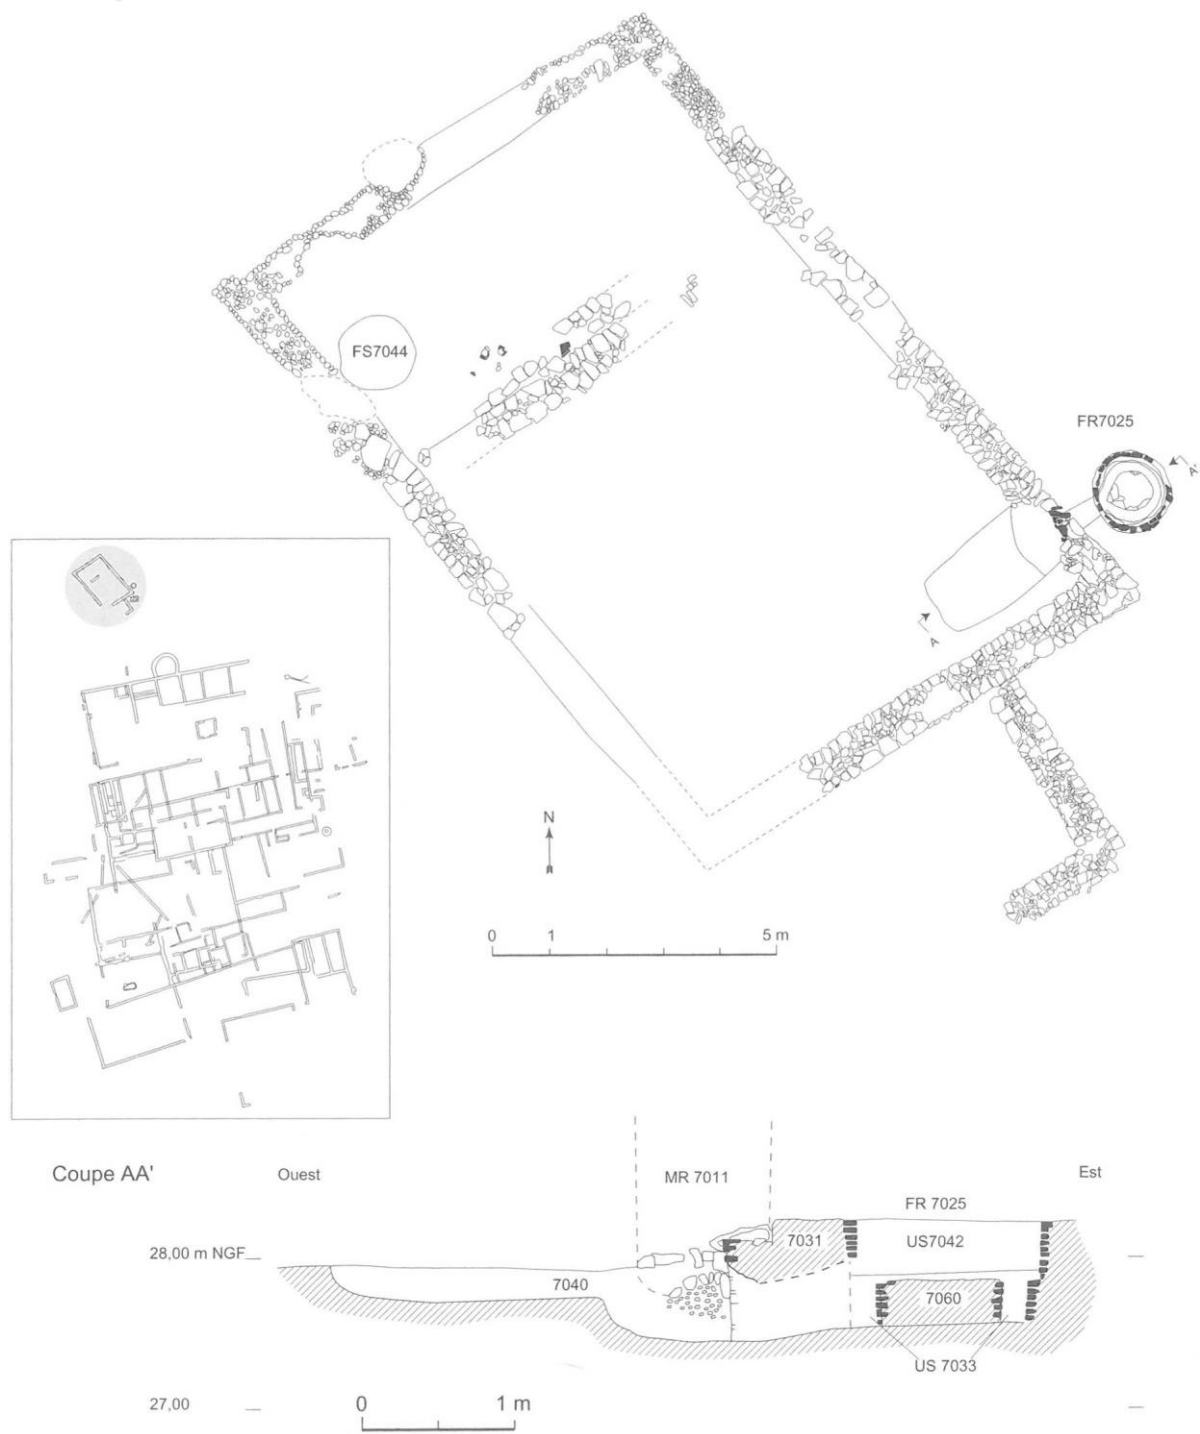 FS7044
FR7025
A'
A
N
0 1 5 m
Coupe AA'
Ouest
MR 7011
Est
FR 7025
28,00 m NGF
7031
US7042
7040
7060
US 7033
27,00
0 1 m